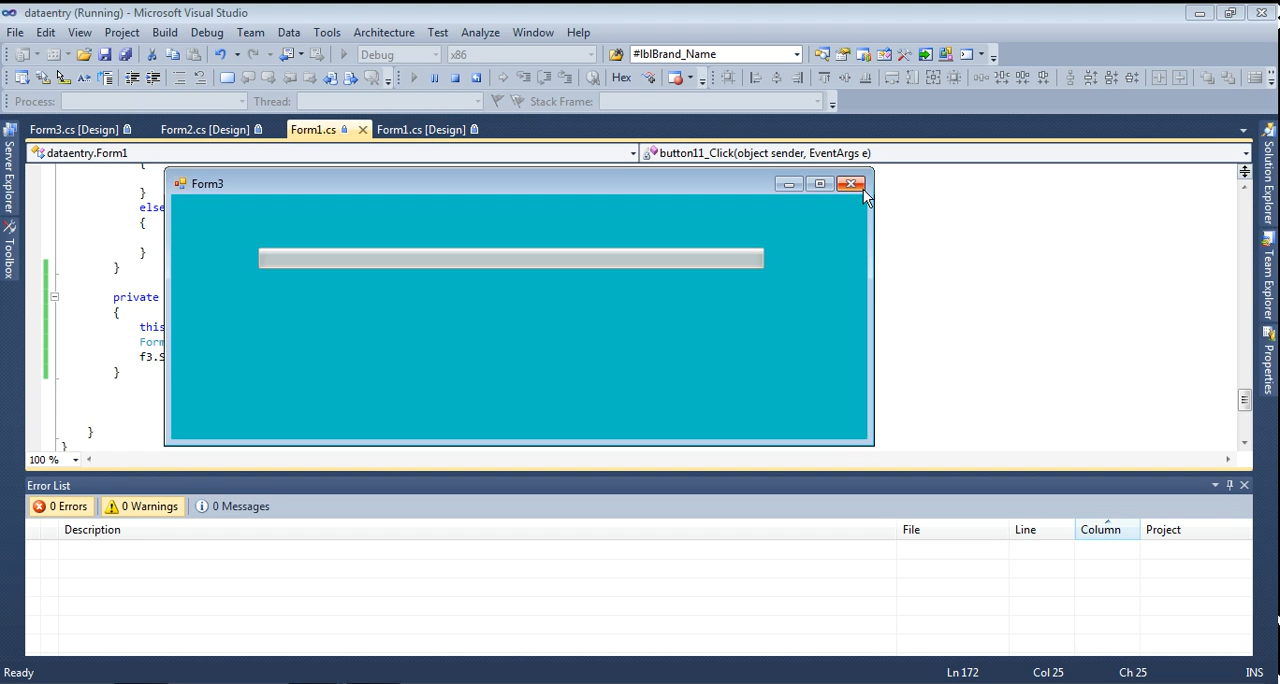 dataentry (Running) - Microsoft Visual Studio
File Edit View Project Build Debug Team Data Tools Architecture Test Analyze Window Help
Debug x86 #lblBrand_Name
Hex
Process: Thread: Stack Frame:
Form3.cs [Design] Form2.cs [Design] Form1.cs Form1.cs [Design]
dataentry.Form1 button11_Click(object sender, EventArgs e)
Server Explorer
Toolbox
{
}
else
{
}
}
private
{
this
Form
f3.S
}
}
}
Form3
Solution Explorer
Team Explorer
Properties
100 %
Error List
0 Errors 0 Warnings 0 Messages
Description File Line Column Project
Ready Ln 172 Col 25 Ch 25 INS